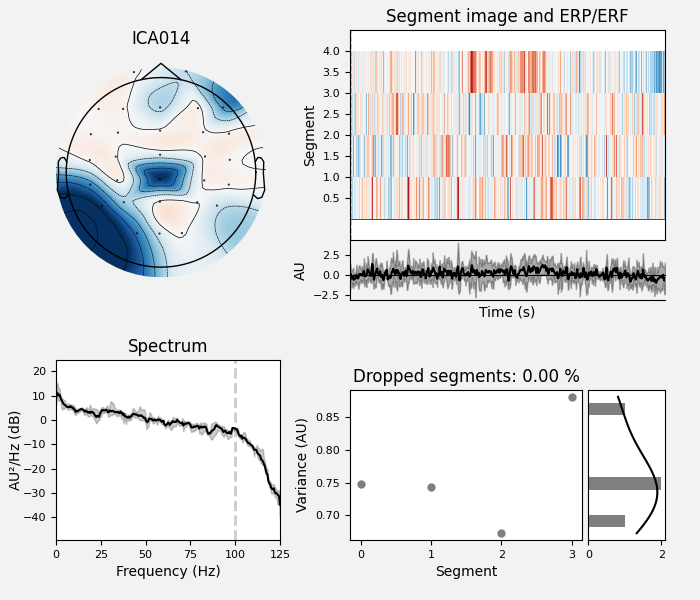 ICA014
Segment image and ERP/ERF
Segment
4.0
3.5
3.0
2.5
2.0
1.5
1.0
0.5
AU
2.5
0.0
−2.5
Time (s)
Spectrum
AU²/Hz (dB)
20
10
0
−10
−20
−30
−40
0 25 50 75 100 125
Frequency (Hz)
Dropped segments: 0.00 %
Variance (AU)
0.85
0.80
0.75
0.70
0 1 2 3
Segment
0 2